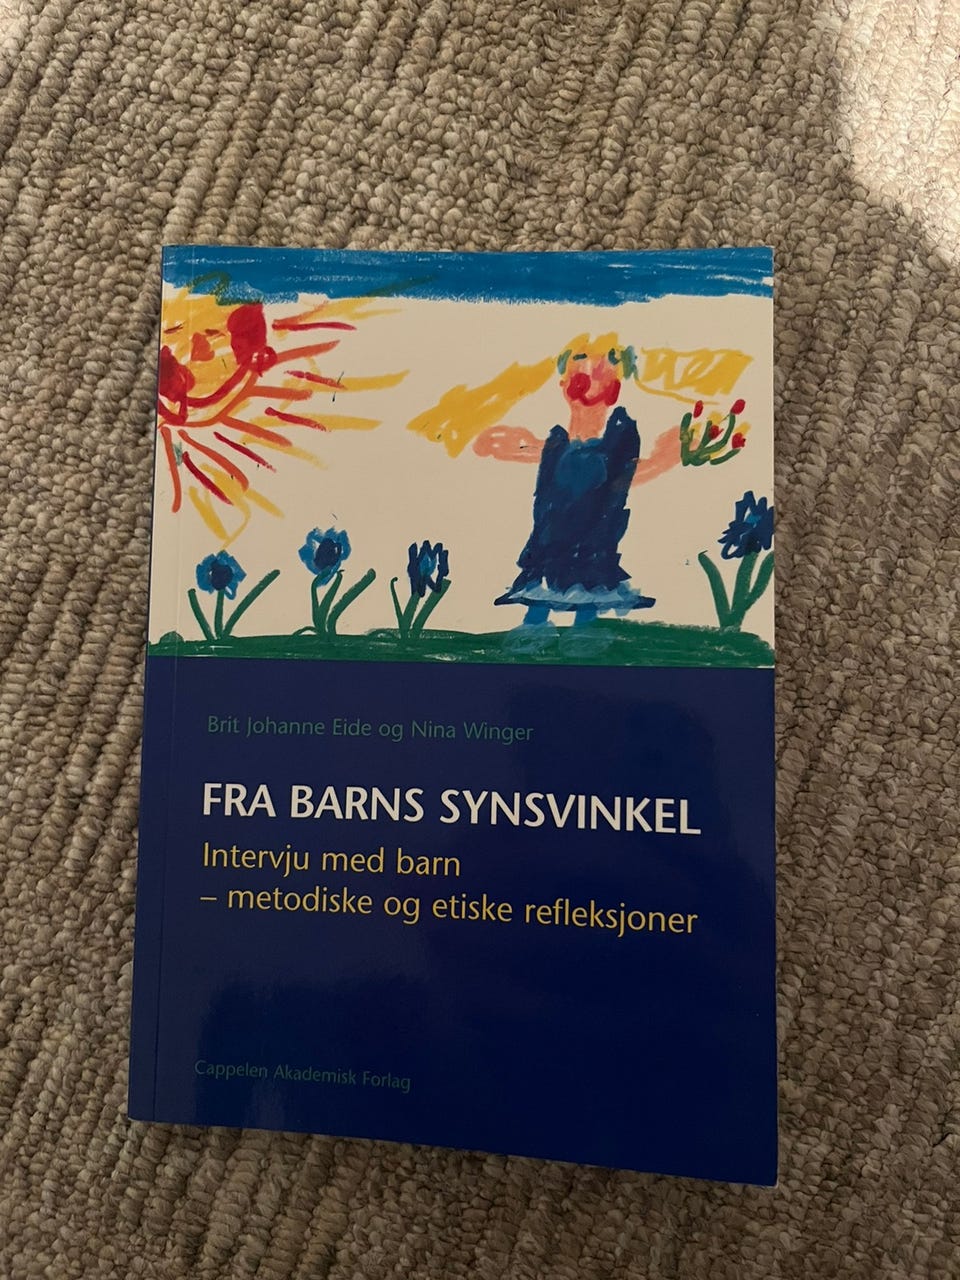 Brit Johanne Eide og Nina Winger
FRA BARNS SYNSVINKEL
Intervju med barn
– metodiske og etiske refleksjoner
Cappelen Akademisk Forlag